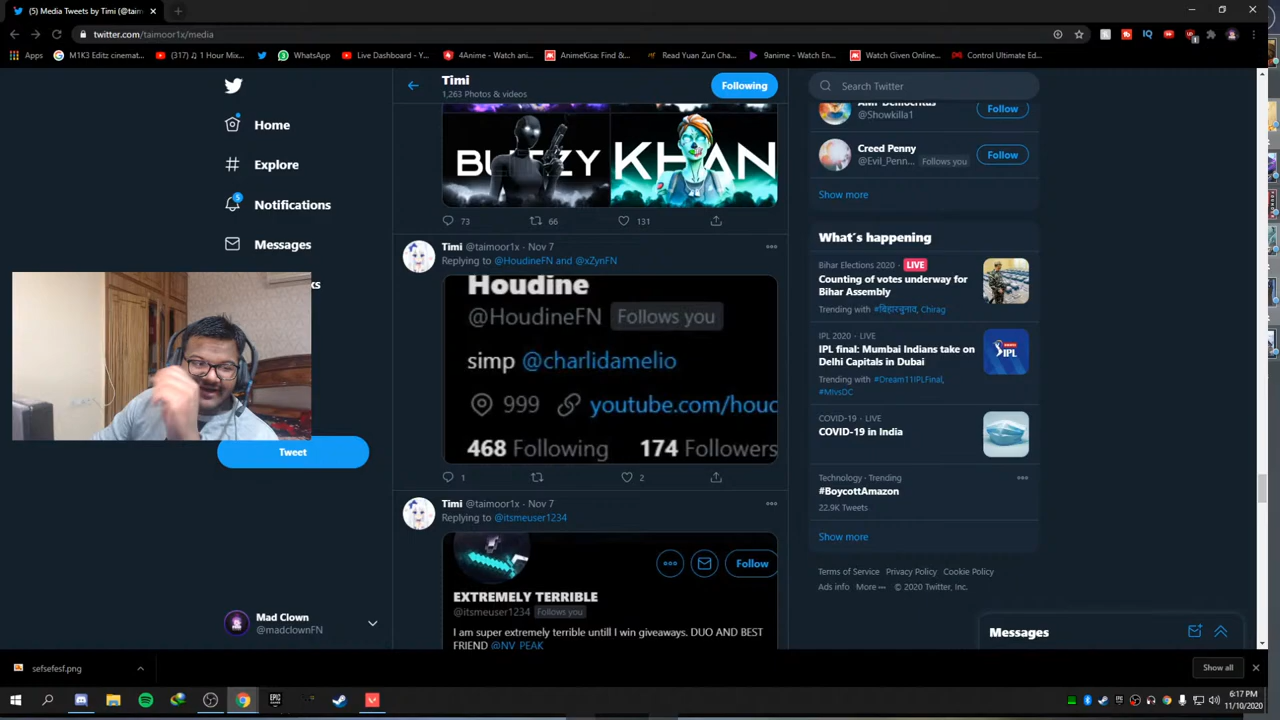 (5) Media Tweets by Timi (@taim
twitter.com/taimoor1x/media
Apps
M1K3 Editz cinemat...
(317) ♫ 1 Hour Mix...
WhatsApp
Live Dashboard - Y...
4Anime - Watch ani...
AnimeKisa: Find &...
Read Yuan Zun Cha...
9anime - Watch En...
Watch Given Online...
Control Ultimate Ed...
Home
Explore
5
Notifications
Messages
ks
Tweet
Mad Clown
@madclownFN
Timi
1,263 Photos & videos
Following
KHAN
73
66
131
Timi @taimoor1x · Nov 7
Replying to @HoudineFN and @xZynFN
Houdine
@HoudineFN Follows you
simp @charlidamelio
999 youtube.com/houc
468 Following 174 Followers
1
2
Timi @taimoor1x · Nov 7
Replying to @itsmeuser1234
Follow
EXTREMELY TERRIBLE
@itsmeuser1234 Follows you
I am super extremely terrible untill I win giveaways. DUO AND BEST
FRIEND @NV_PEAK
Search Twitter
@Showkilla1
Follow
Creed Penny
@Evil_Penn... Follows you
Follow
Show more
What's happening
Bihar Elections 2020 · LIVE
Counting of votes underway for
Bihar Assembly
Trending with #बिहारचुनाव, Chirag
IPL 2020 · LIVE
IPL final: Mumbai Indians take on
Delhi Capitals in Dubai
Trending with #Dream11IPLFinal,
#MIvsDC
IPL
COVID-19 · LIVE
COVID-19 in India
Technology · Trending
#BoycottAmazon
22.9K Tweets
Show more
Terms of Service Privacy Policy Cookie Policy
Ads info More ••• © 2020 Twitter, Inc.
Messages
sefsefesf.png
Show all
EPIC
6:17 PM
11/10/2020